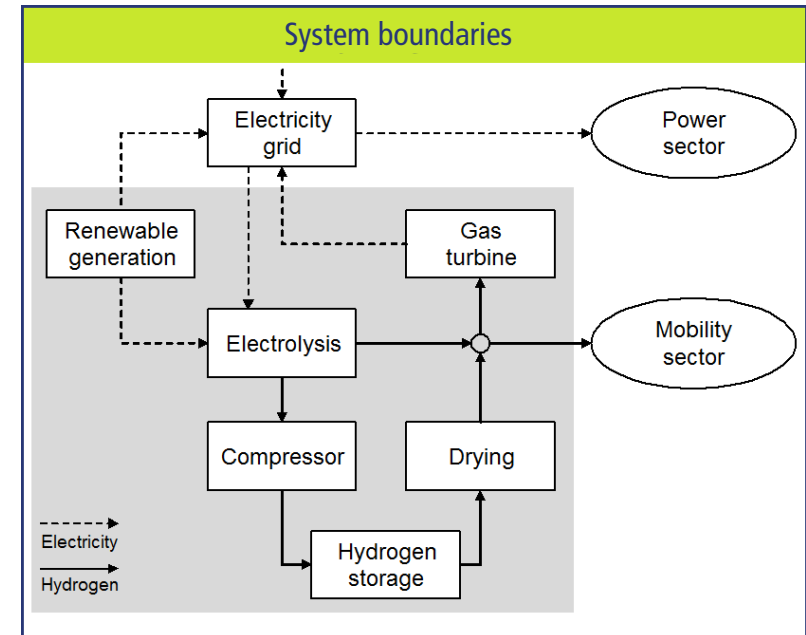 System boundaries
Electricity
grid
Power
sector
Renewable
generation
Gas
turbine
Electrolysis
Mobility
sector
Compressor
Drying
Electricity
Hydrogen
Hydrogen
storage